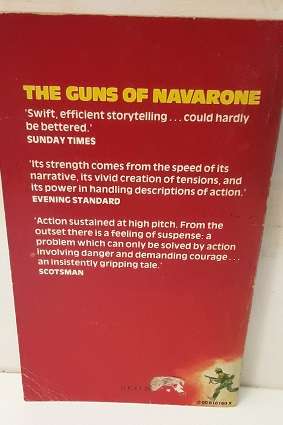 THE GUNS OF NAVARONE
'Swift, efficient storytelling . . . could hardly
be bettered.'
SUNDAY TIMES
'Its strength comes from the speed of its
narrative, its vivid creation of tensions, and
its power in handling descriptions of action.'
EVENING STANDARD
'Action sustained at high pitch. From the
outset there is a feeling of suspense: a
problem which can only be solved by action
involving danger and demanding courage . . .
an insistently gripping tale.'
SCOTSMAN